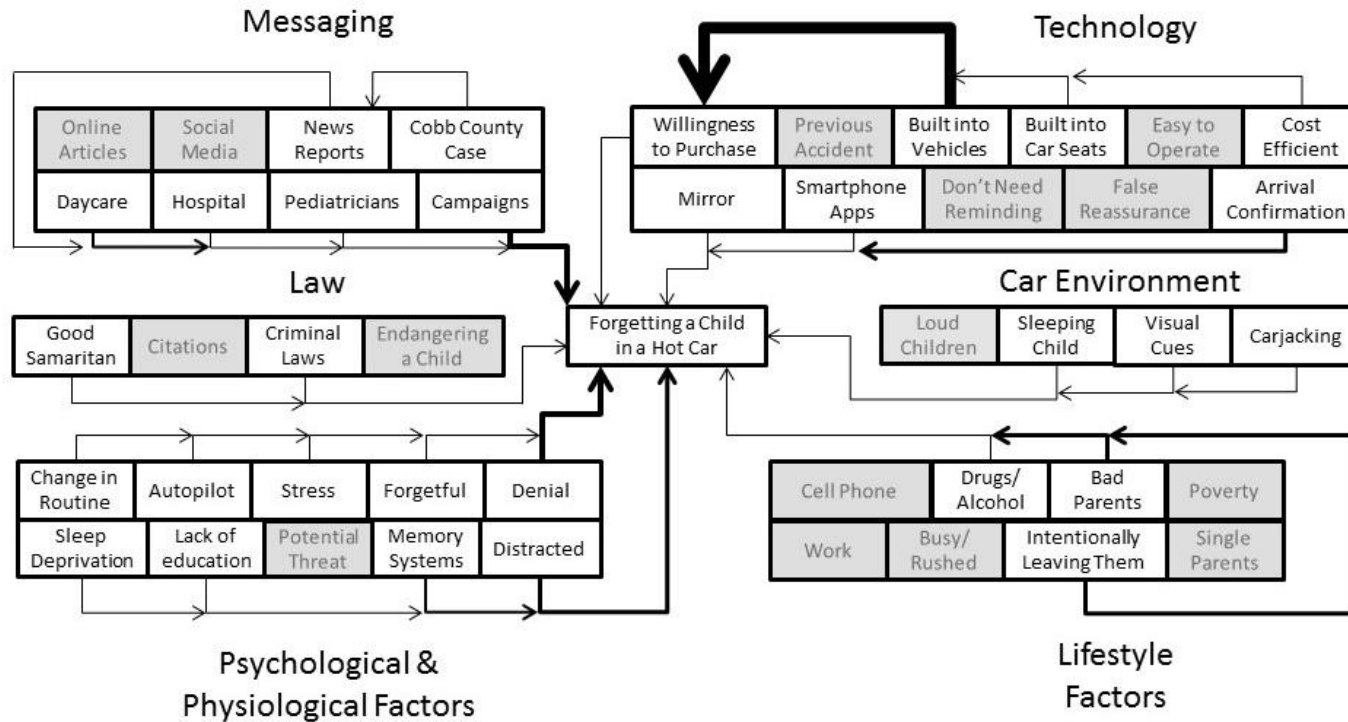 Messaging
Technology
Online
Articles
Social
Media
News
Reports
Cobb County
Case
Daycare
Hospital
Pediatricians
Campaigns
Willingness
to Purchase
Previous
Accident
Built into
Vehicles
Built into
Car Seats
Easy to
Operate
Cost
Efficient
Mirror
Smartphone
Apps
Don't Need
Reminding
False
Reassurance
Arrival
Confirmation
Law
Good
Samaritan
Citations
Criminal
Laws
Endangering
a Child
Forgetting a Child
in a Hot Car
Car Environment
Loud
Children
Sleeping
Child
Visual
Cues
Carjacking
Change in
Routine
Autopilot
Stress
Forgetful
Denial
Sleep
Deprivation
Lack of
education
Potential
Threat
Memory
Systems
Distracted
Psychological &
Physiological Factors
Cell Phone
Drugs/
Alcohol
Bad
Parents
Poverty
Work
Busy/
Rushed
Intentionally
Leaving Them
Single
Parents
Lifestyle
Factors